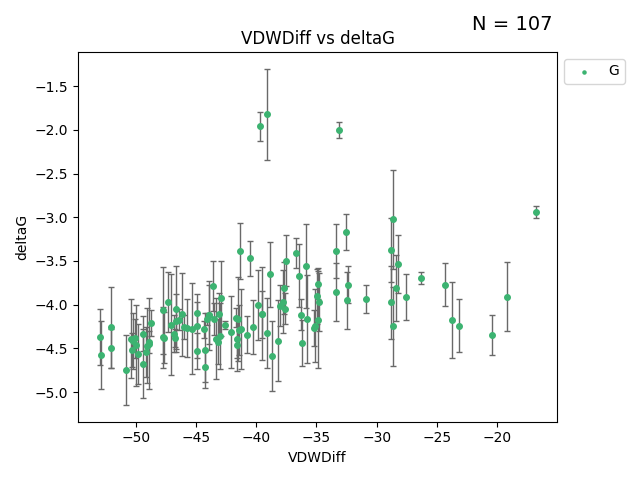 N = 107
VDWDiff vs deltaG
G
deltaG
−1.5
−2.0
−2.5
−3.0
−3.5
−4.0
−4.5
−5.0
−50 −45 −40 −35 −30 −25 −20
VDWDiff